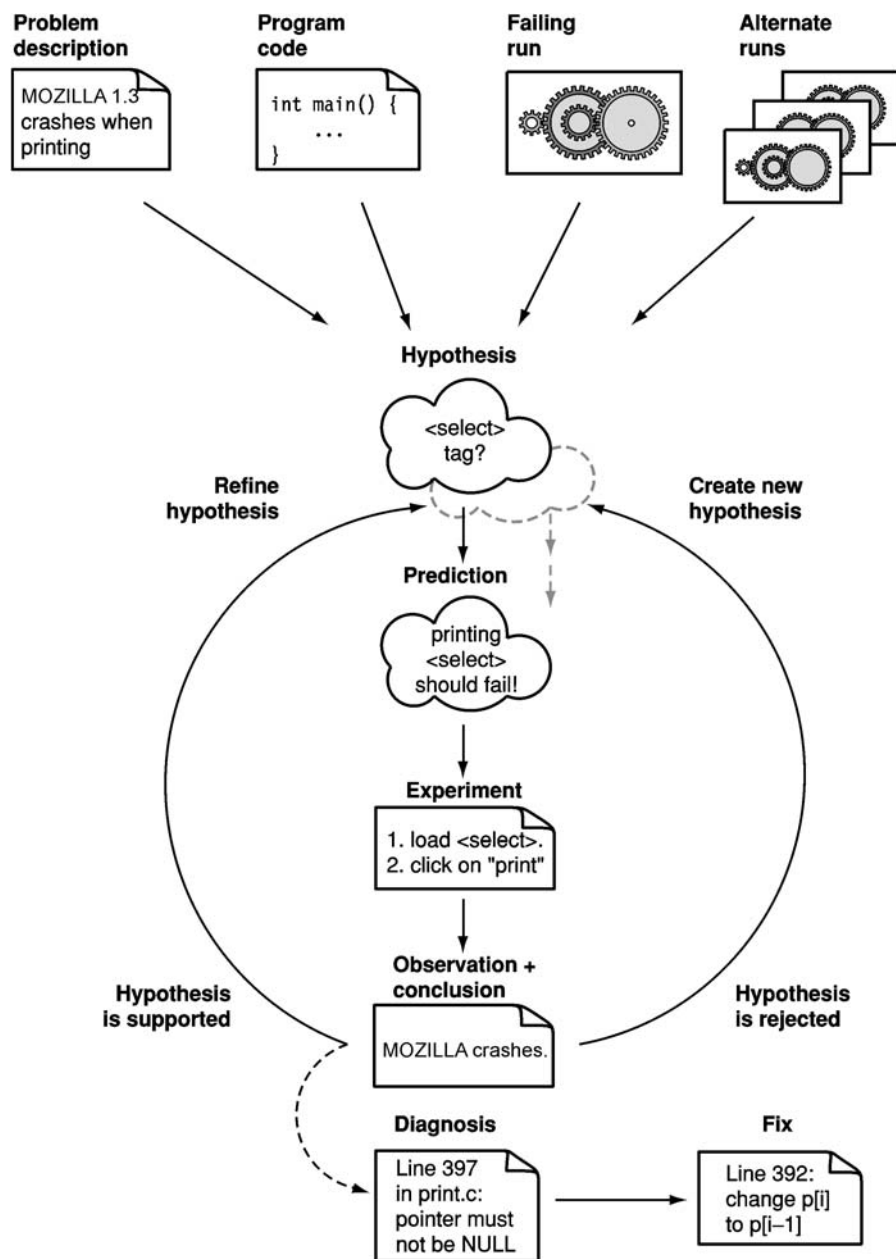 Problem
description
MOZILLA 1.3
crashes when
printing
Program
code
int main() {
...
}
Failing
run
Alternate
runs
Hypothesis
<select>
tag?
Refine
hypothesis
Create new
hypothesis
Prediction
printing
<select>
should fail!
Experiment
1. load <select>.
2. click on "print"
Observation +
conclusion
MOZILLA crashes.
Hypothesis
is supported
Hypothesis
is rejected
Diagnosis
Line 397
in print.c:
pointer must
not be NULL
Fix
Line 392:
change p[i]
to p[i–1]